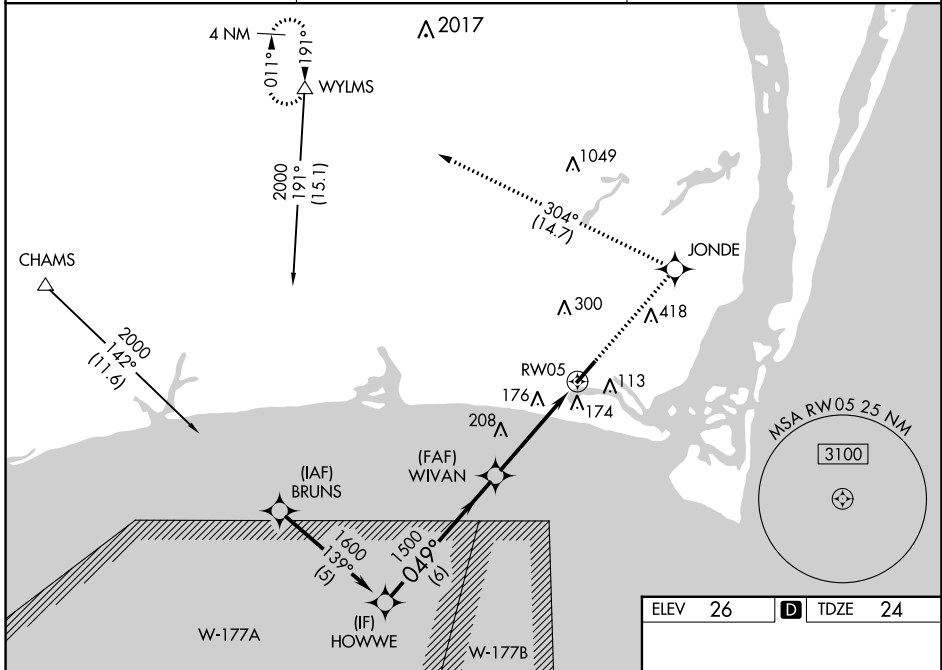 2017
4 NM
011°
191°
WYLMS
2000
191°
(15.1)
1049
304°
(14.7)
CHAMS
JONDE
2000
142°
(11.6)
300
418
RW05
113
176
174
208
MSA RW05 25 NM
3100
(FAF)
WIVAN
(IAF)
BRUNS
1600
139°
(5)
1500
049°
(6)
(IF)
HOWWE
W-177A
W-177B
ELEV 26 D TDZE 24